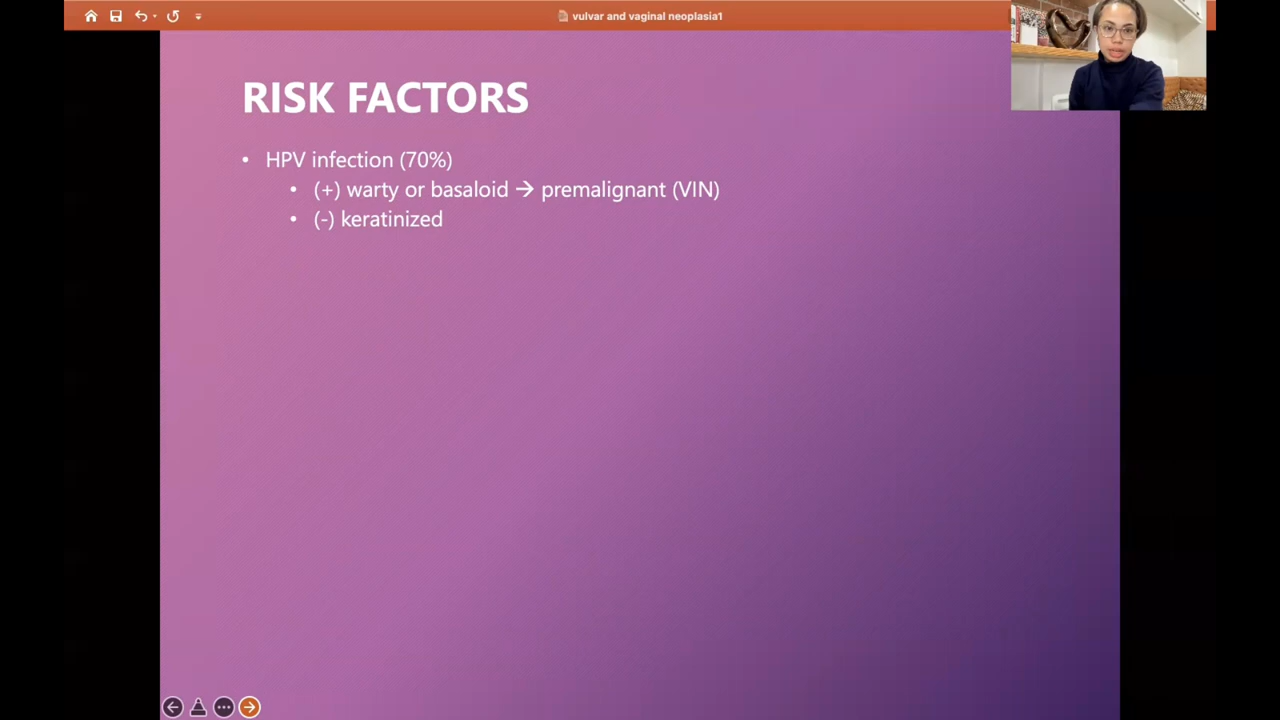 vulvar and vaginal neoplasia1
RISK FACTORS
• HPV infection (70%)
• (+) warty or basaloid → premalignant (VIN)
• (-) keratinized